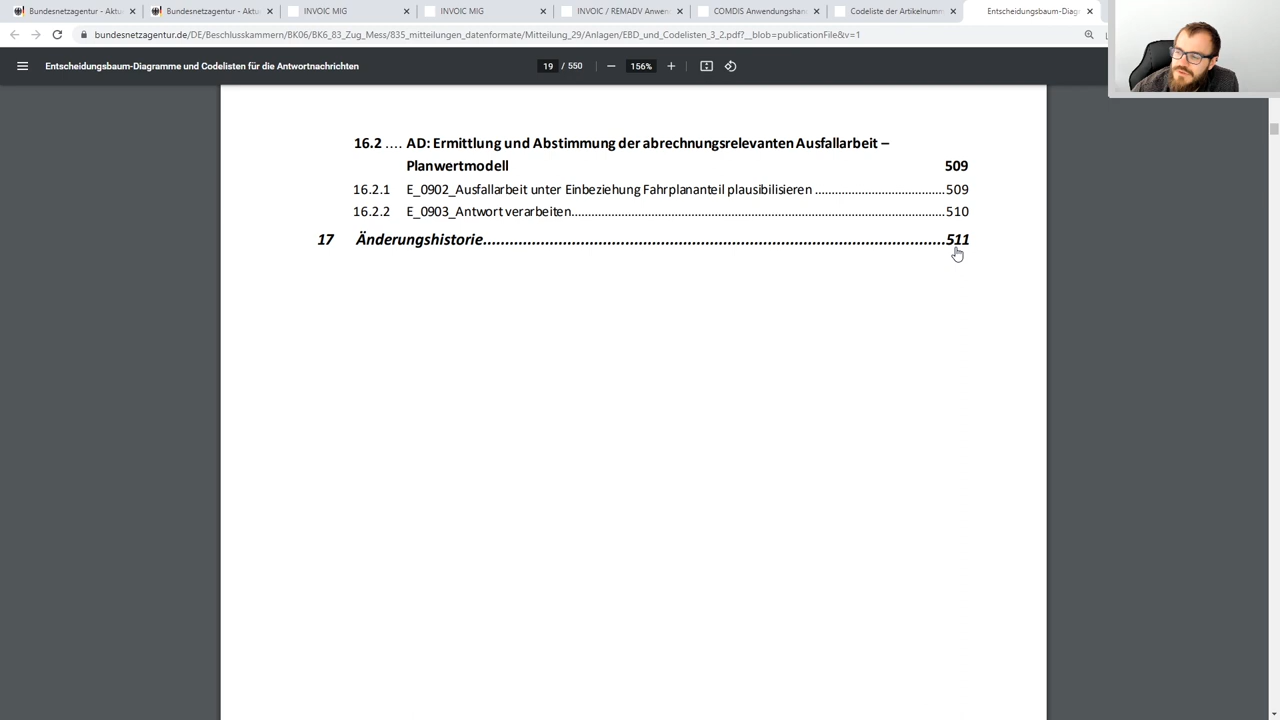 Bundesnetzagentur - Aktu
Bundesnetzagentur - Aktu
INVOIC MIG
INVOIC MIG
INVOIC / REMADV Anwen
COMDIS Anwendungshan
Codeliste der Artikelnumm
Entscheidungsbaum-Diag
bundesnetzagentur.de/DE/Beschlusskammern/BK06/BK6_83_Zug_Mess/835_mitteilungen_datenformate/Mitteilung_29/Anlagen/EBD_und_Codelisten_3_2.pdf?__blob=publicationFile&v=1
Entscheidungsbaum-Diagramme und Codelisten für die Antwortnachrichten
19 / 550
156%
16.2 .... AD: Ermittlung und Abstimmung der abrechnungsrelevanten Ausfallarbeit –
Planwertmodell 509
16.2.1 E_0902_Ausfallarbeit unter Einbeziehung Fahrplananteil plausibilisieren ....................................509
16.2.2 E_0903_Antwort verarbeiten..........................................................................................510
17 Änderungshistorie..................................................................................................511